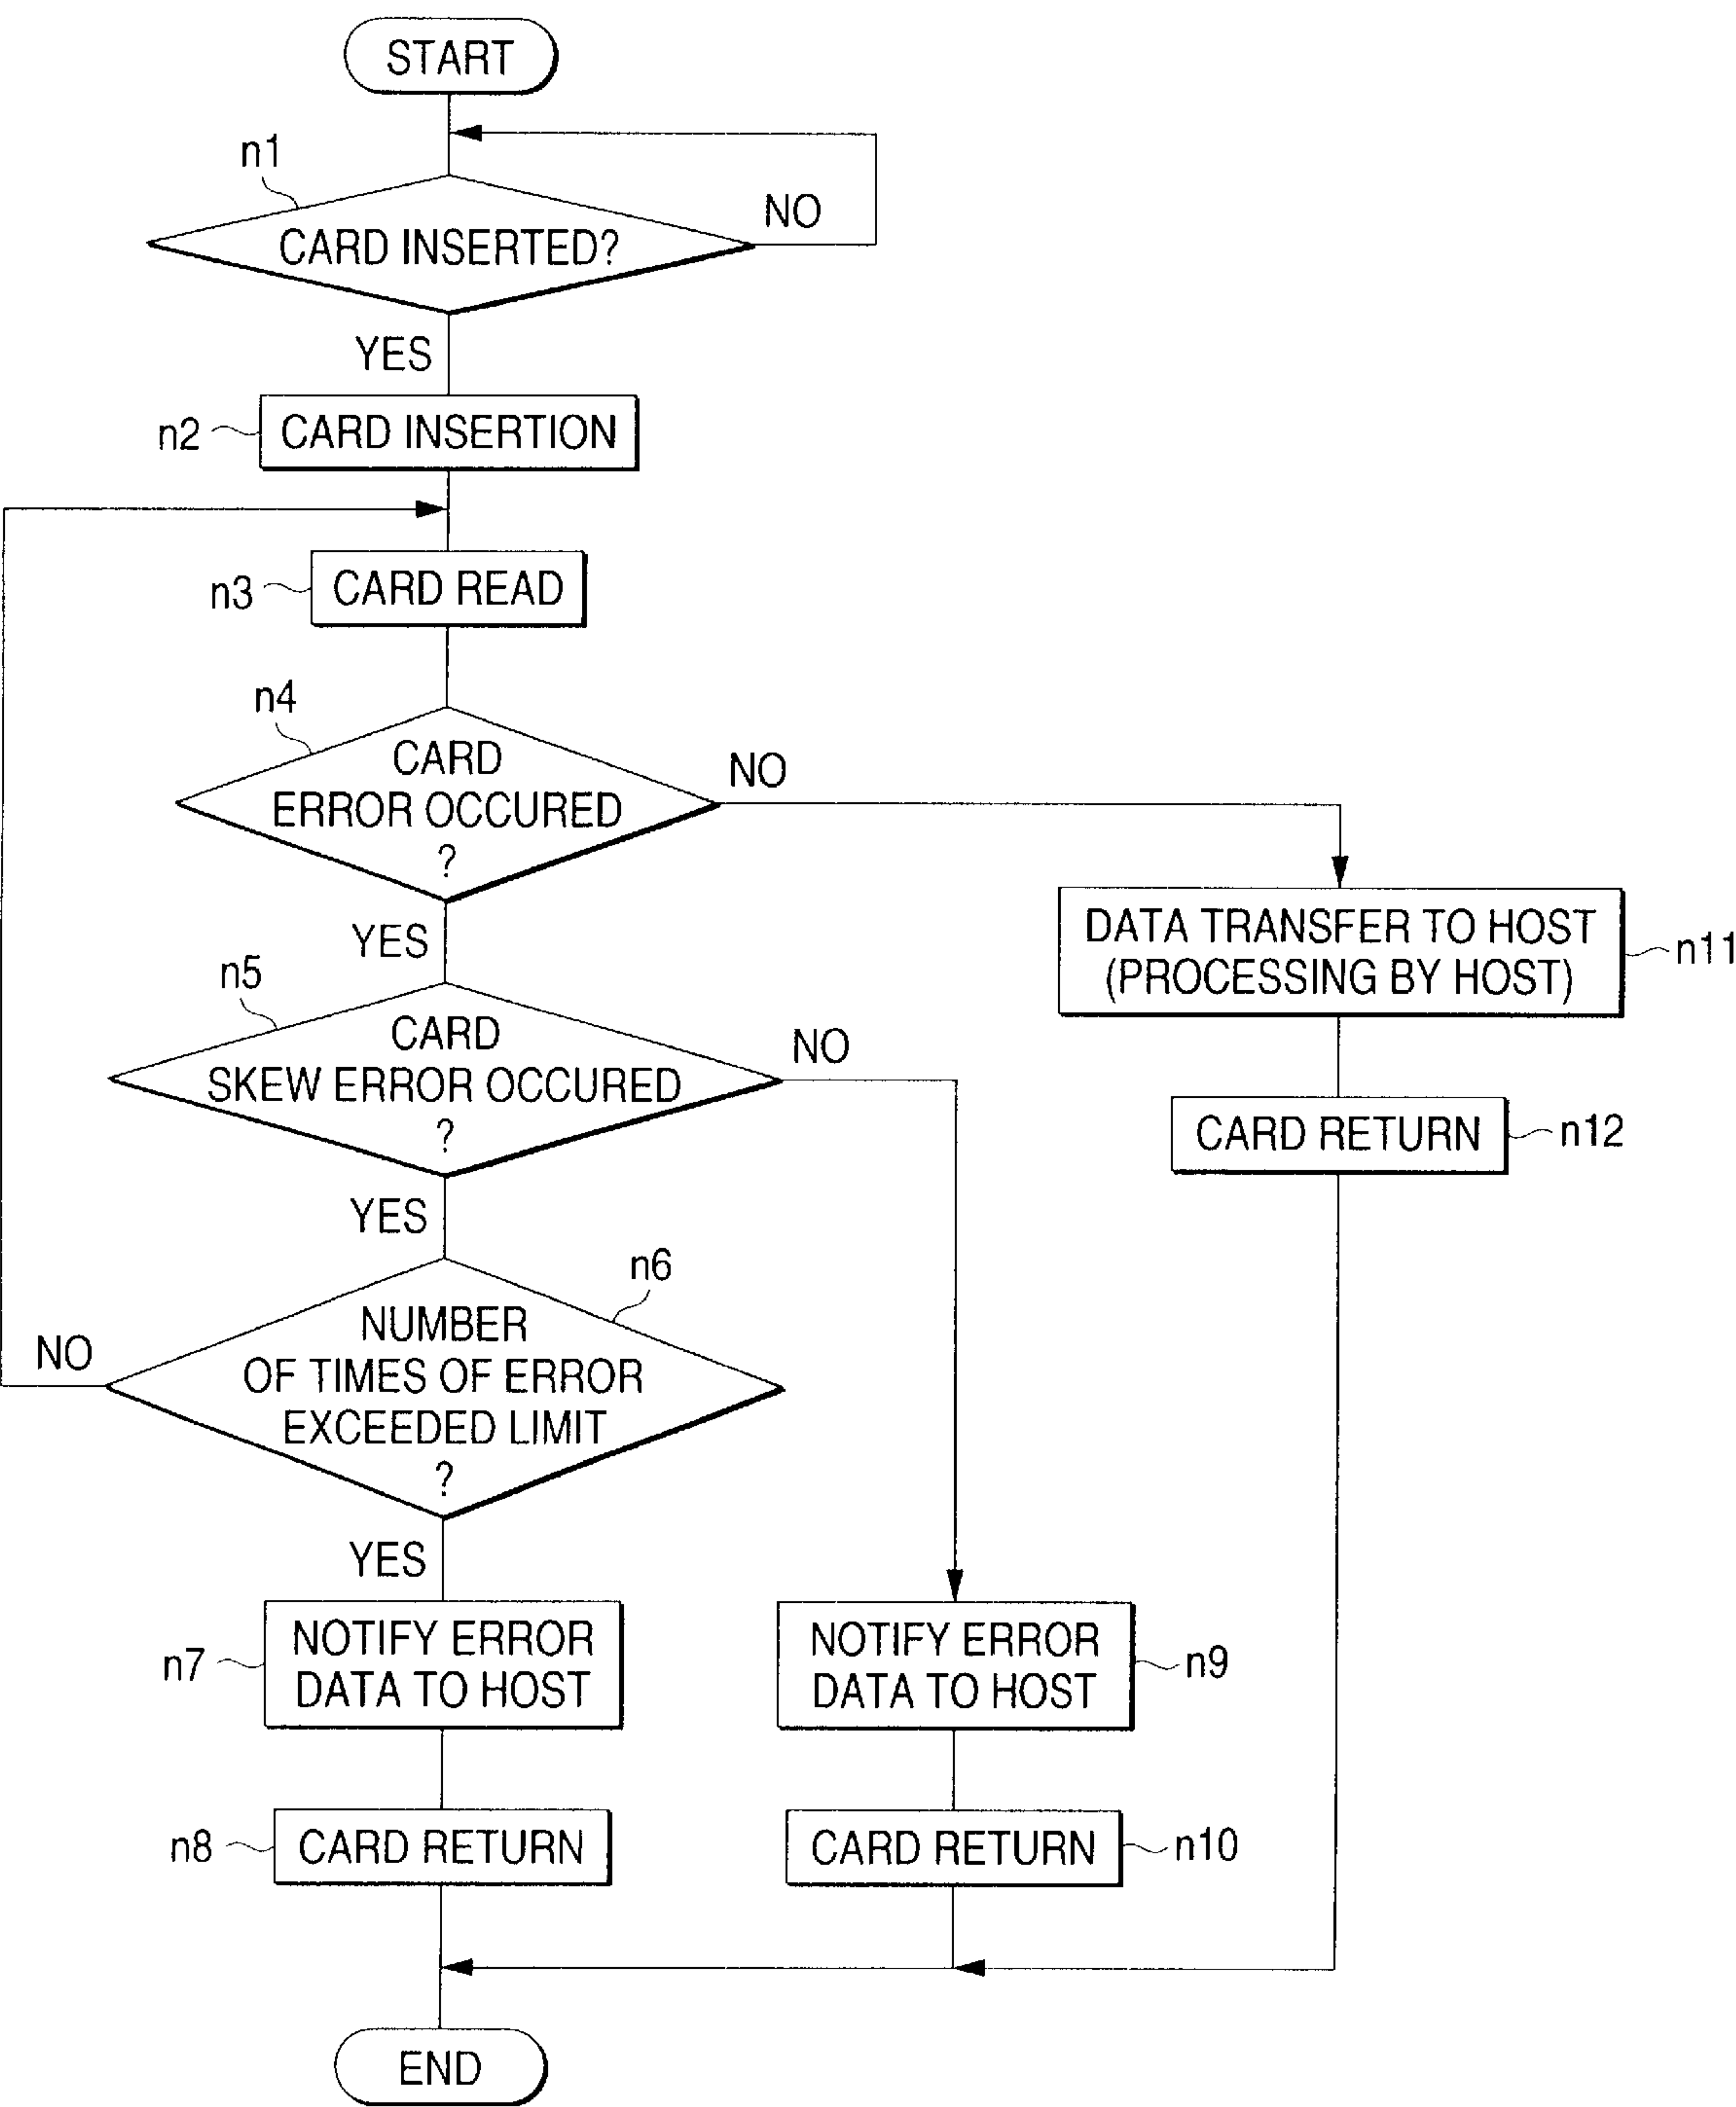 START
n1
NO
CARD INSERTED?
YES
n2
CARD INSERTION
n3
CARD READ
n4
CARD
ERROR OCCURED
?
NO
YES
DATA TRANSFER TO HOST
(PROCESSING BY HOST)
n11
n5
CARD
SKEW ERROR OCCURED
?
NO
CARD RETURN
n12
YES
n6
NUMBER
OF TIMES OF ERROR
EXCEEDED LIMIT
?
NO
YES
n7
NOTIFY ERROR
DATA TO HOST
NOTIFY ERROR
DATA TO HOST
n9
n8
CARD RETURN
CARD RETURN
n10
END